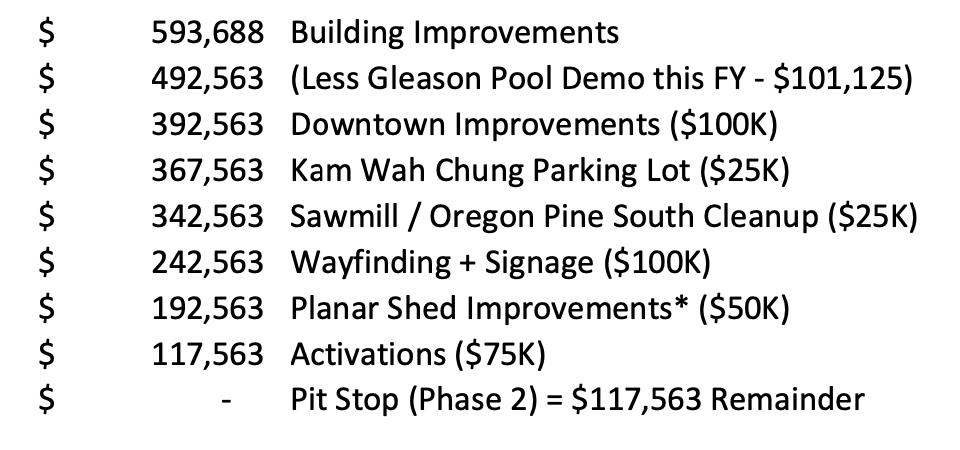 $ 593,688 Building Improvements
$ 492,563 (Less Gleason Pool Demo this FY - $101,125)
$ 392,563 Downtown Improvements ($100K)
$ 367,563 Kam Wah Chung Parking Lot ($25K)
$ 342,563 Sawmill / Oregon Pine South Cleanup ($25K)
$ 242,563 Wayfinding + Signage ($100K)
$ 192,563 Planar Shed Improvements* ($50K)
$ 117,563 Activations ($75K)
$ - Pit Stop (Phase 2) = $117,563 Remainder